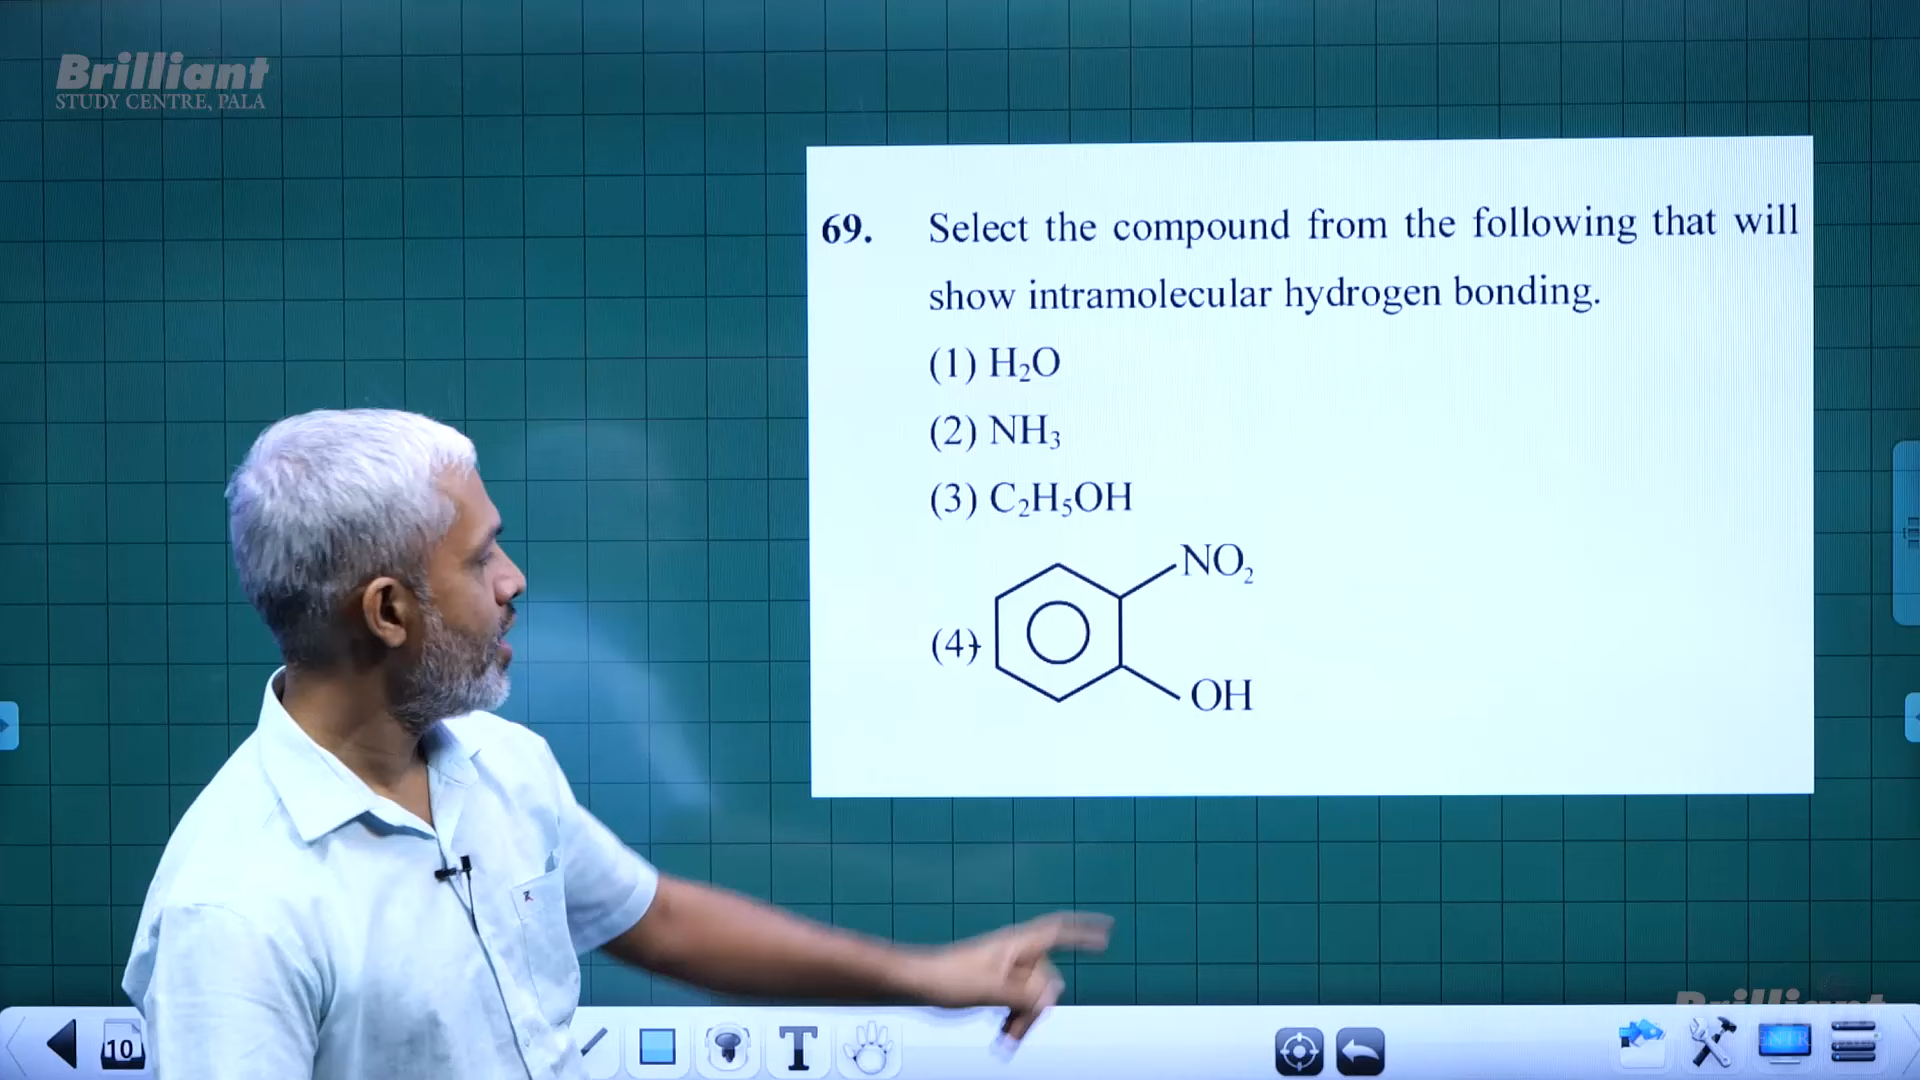 Brilliant
STUDY CENTRE, PALA
69. Select the compound from the following that will
show intramolecular hydrogen bonding.
(1) H₂O
(2) NH₃
(3) C₂H₅OH
(4)
NO₂
OH
Brilliant
10
T